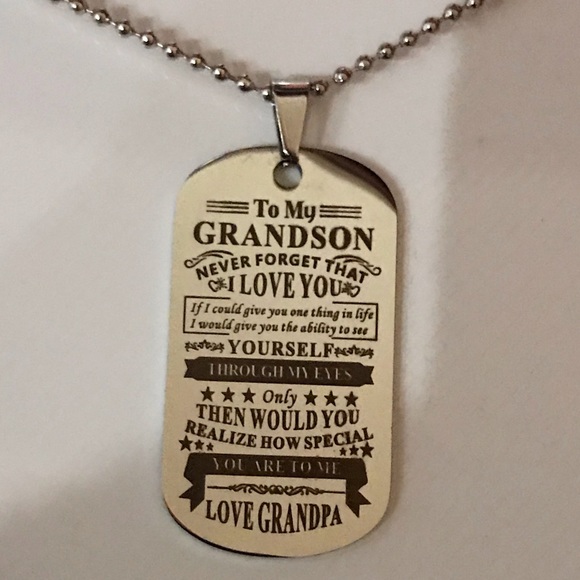 To My
GRANDSON
NEVER FORGET THAT
I LOVE YOU
If I could give you one thing in life
I would give you the ability to see
YOURSELF
THROUGH MY EYES
Only
THEN WOULD YOU
REALIZE HOW SPECIAL
YOU ARE TO ME
LOVE GRANDPA